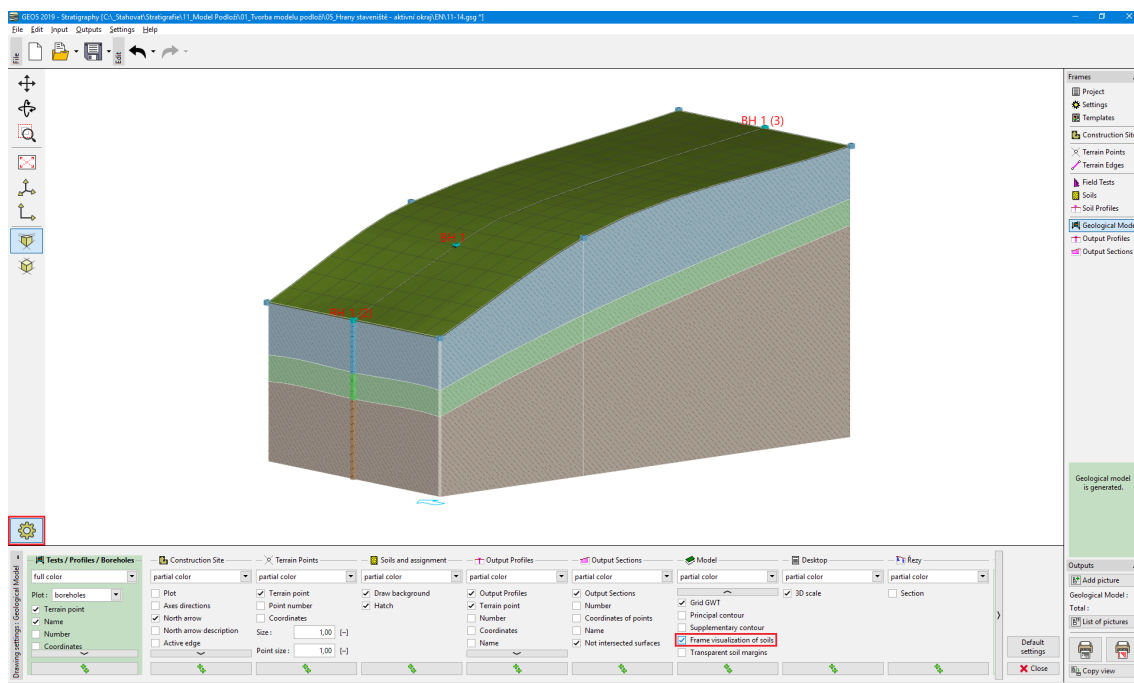 GEO5 2019 - Stratigraphy [C:\_Stahovat\Stratigrafie\11_Model Podloží\01_Tvorba modelu podloží\05_Hrany staveniště - aktivní okraj\EN\11-14.gsg *]
File Edit Input Outputs Settings Help
File
Edit
Frames
Project
Settings
Templates
Construction Site
Terrain Points
Terrain Edges
Field Tests
Soils
Soil Profiles
Geological Mode
Output Profiles
Output Sections
BH 1 (3)
BH 1
BH 1 (2)
Geological model
is generated.
Drawing settings : Geological Model
Tests / Profiles / Boreholes
full color
Plot : boreholes
Terrain point
Name
Number
Coordinates
Construction Site
partial color
Plot
Axes directions
North arrow
North arrow description
Active edge
Terrain Points
partial color
Terrain point
Point number
Coordinates
Size : 1,00 [–]
Point size : 1,00 [–]
Soils and assignment
partial color
Draw background
Hatch
Output Profiles
partial color
Output Profiles
Terrain point
Number
Coordinates
Name
Output Sections
partial color
Output Sections
Number
Coordinates of points
Name
Not intersected surfaces
Model
partial color
Grid GWT
Principal contour
Supplementary contour
Frame visualization of soils
Transparent soil margins
Desktop
partial color
3D scale
Řezy
partial color
Section
Default
settings
Close
Outputs
Add picture
Geological Model :
Total :
List of pictures
Copy view